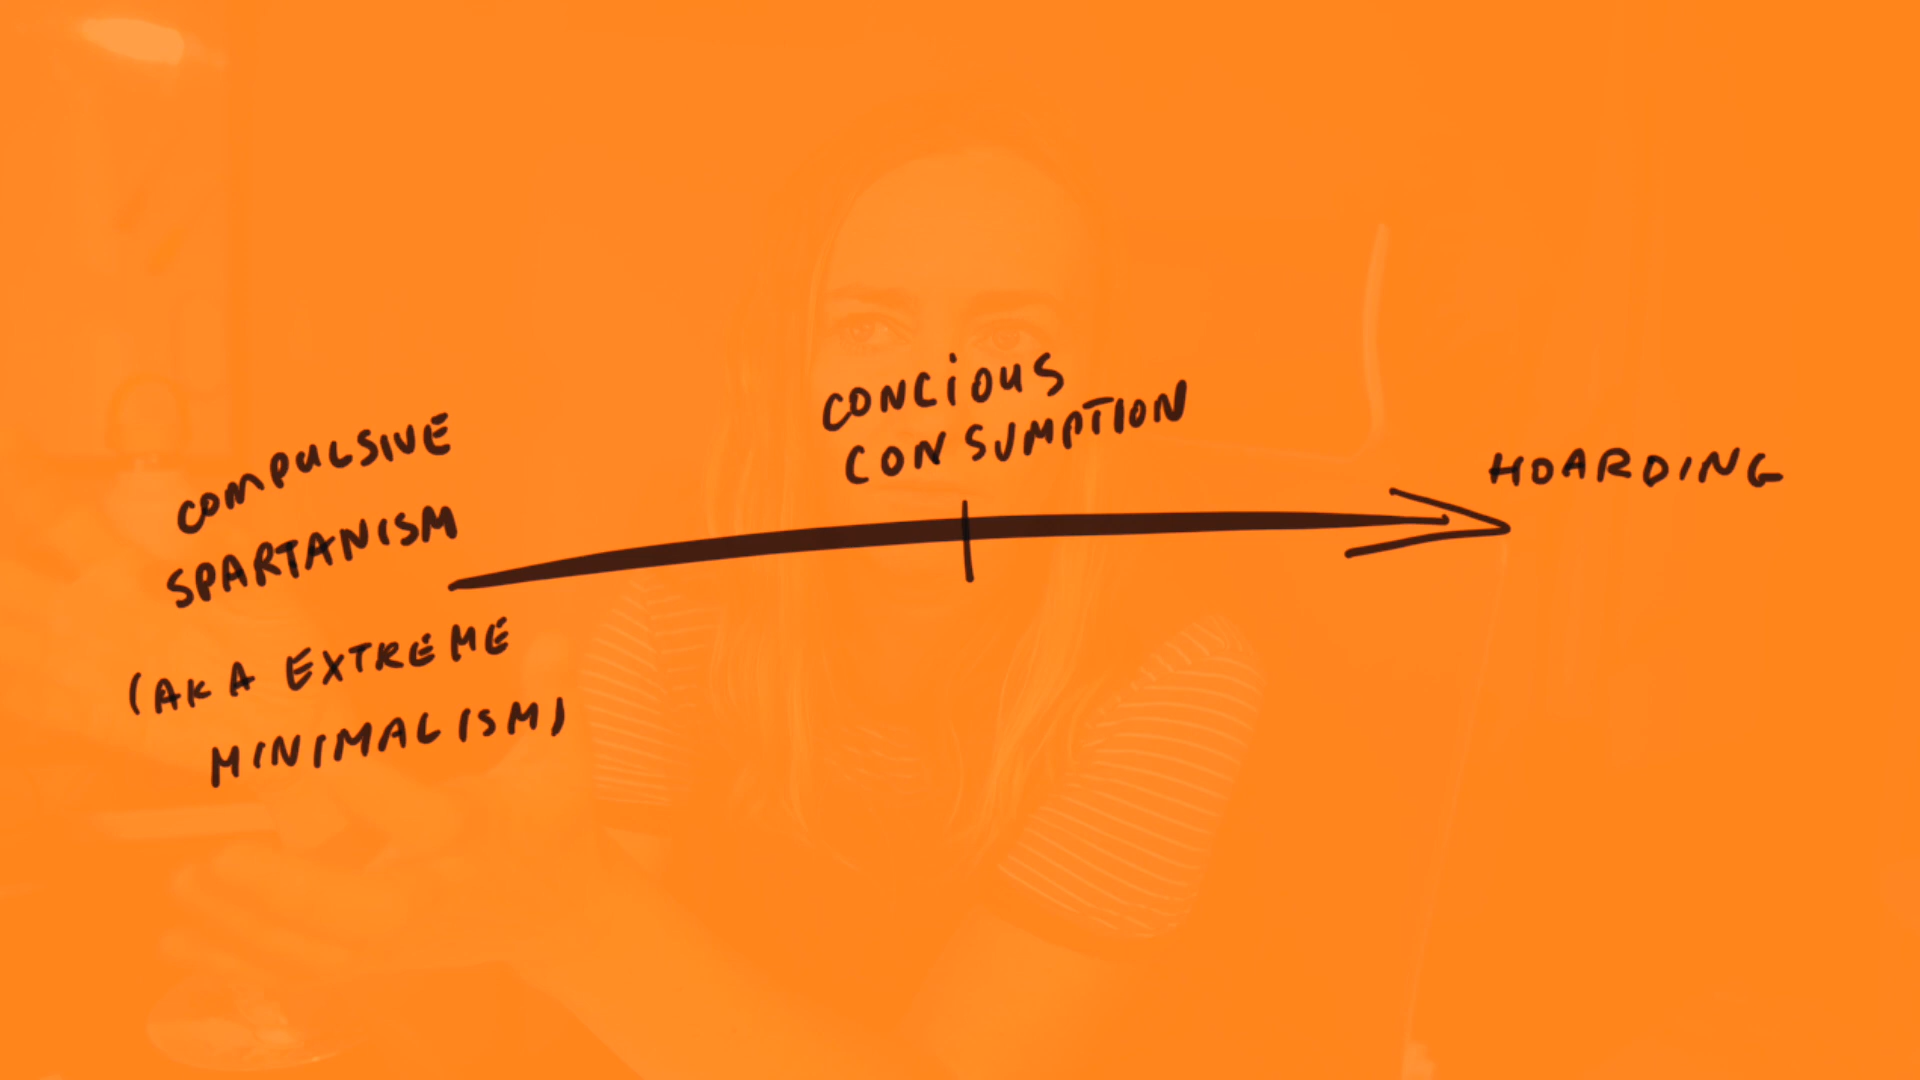 COMPULSIVE
SPARTANISM
(AKA EXTREME
MINIMALISM)
CONCIOUS
CONSUMPTION
HOARDING